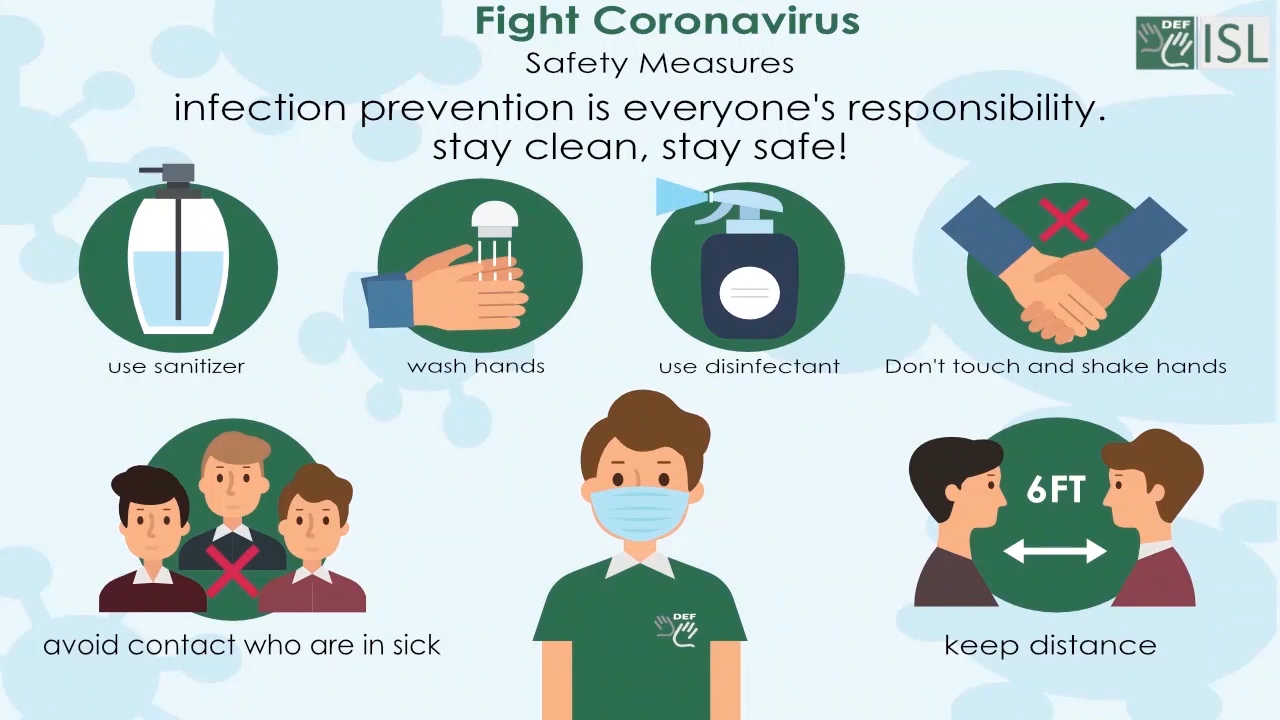 Fight Coronavirus
DEF
ISL
Safety Measures
infection prevention is everyone's responsibility.
stay clean, stay safe!
use sanitizer
wash hands
use disinfectant
Don't touch and shake hands
6FT
DEF
avoid contact who are in sick
keep distance